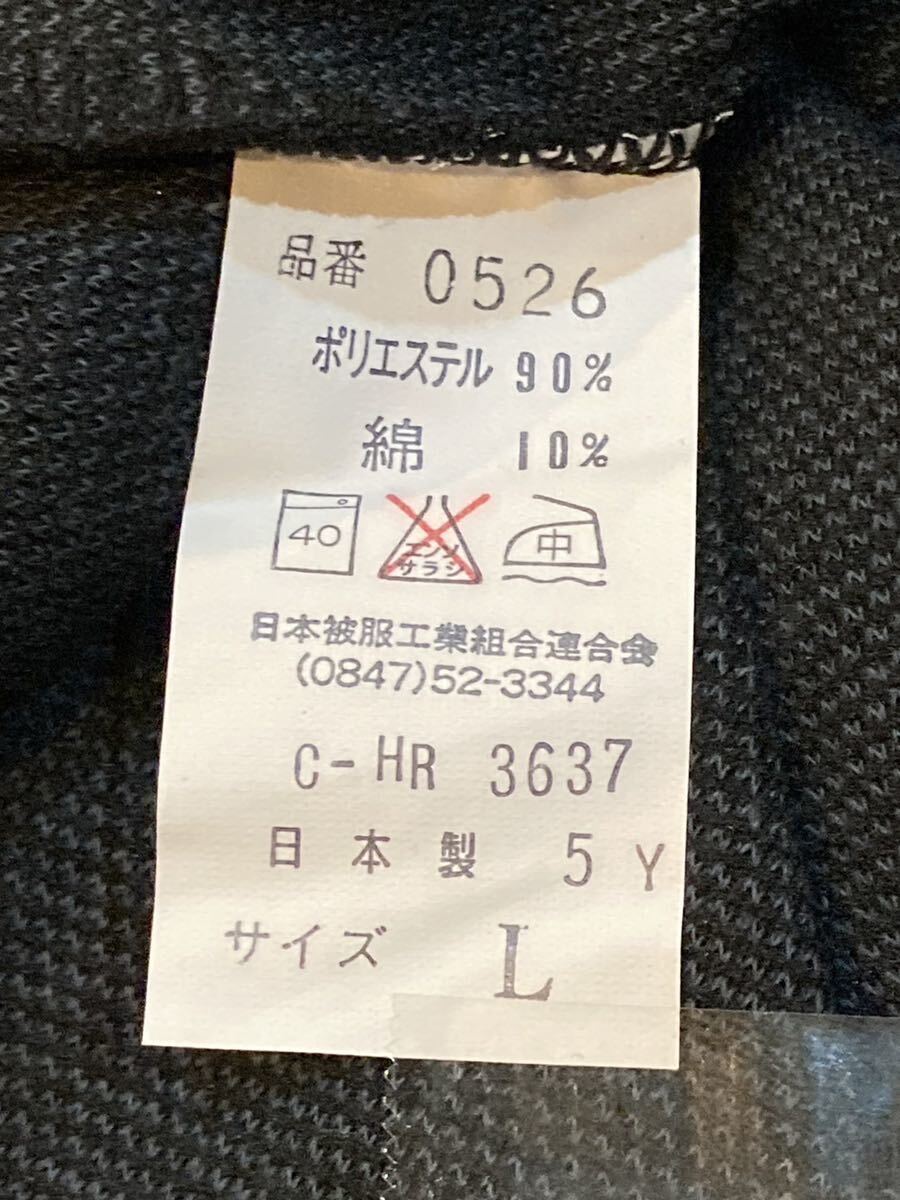 品番 0526
ポリエステル 90%
綿 10%
40 エンソサラシ 中
日本被服工業組合連合会
(0847)52-3344
C-HR 3637
日本製 5 Y
サイズ L